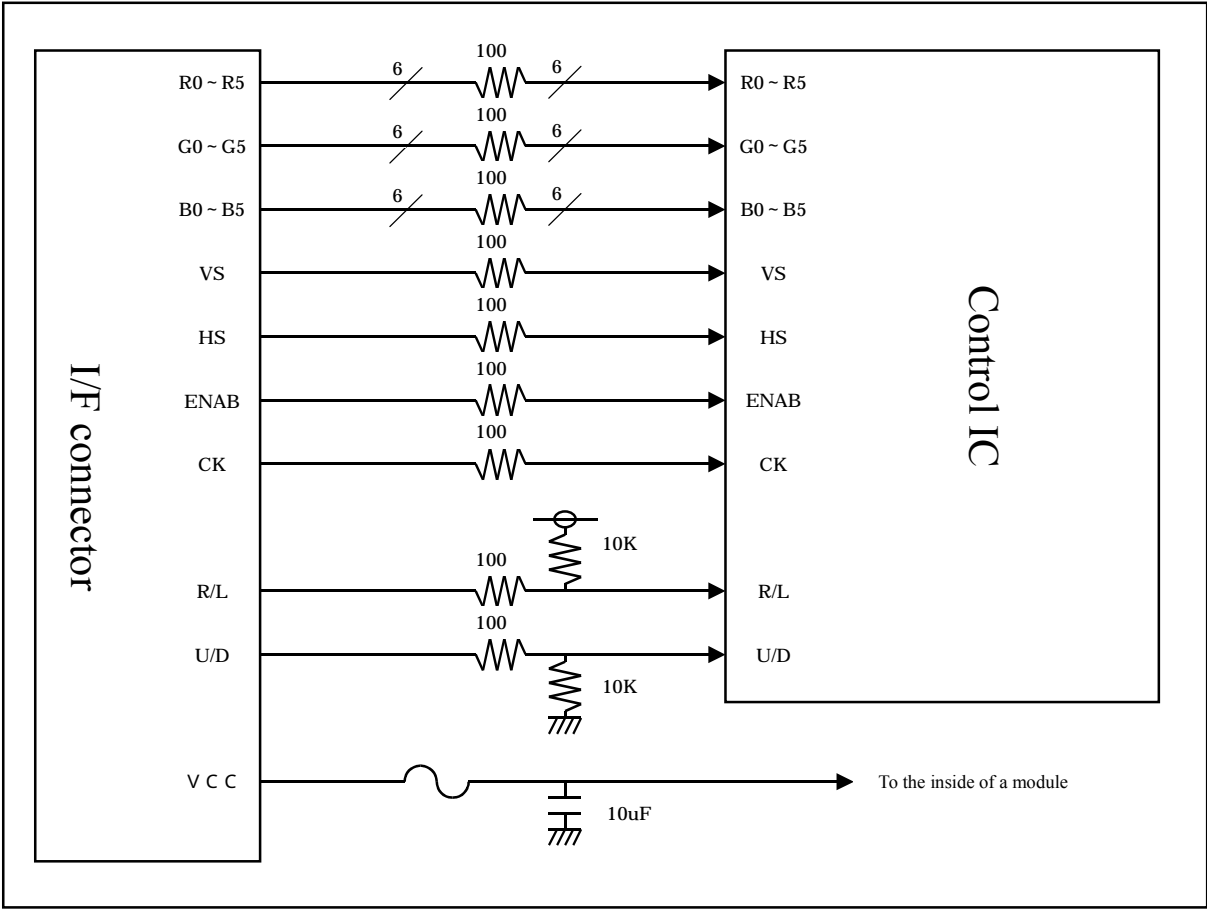 100
R0 ~ R5 6 6 R0 ~ R5
100
G0 ~ G5 6 6 G0 ~ G5
100
B0 ~ B5 6 6 B0 ~ B5
100
VS VS
100
HS HS
100
ENAB ENAB
100
CK CK
10K
100
R/L R/L
100
U/D U/D
10K
VCC To the inside of a module
10uF
I/F connector
Control IC